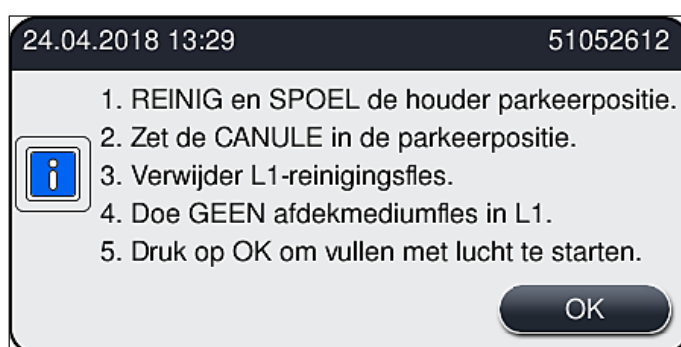 24.04.2018 13:29 51052612
1. REINIG en SPOEL de houder parkeerpositie.
2. Zet de CANULE in de parkeerpositie.
3. Verwijder L1-reinigingsfles.
4. Doe GEEN afdekmediumfles in L1.
5. Druk op OK om vullen met lucht te starten.
OK